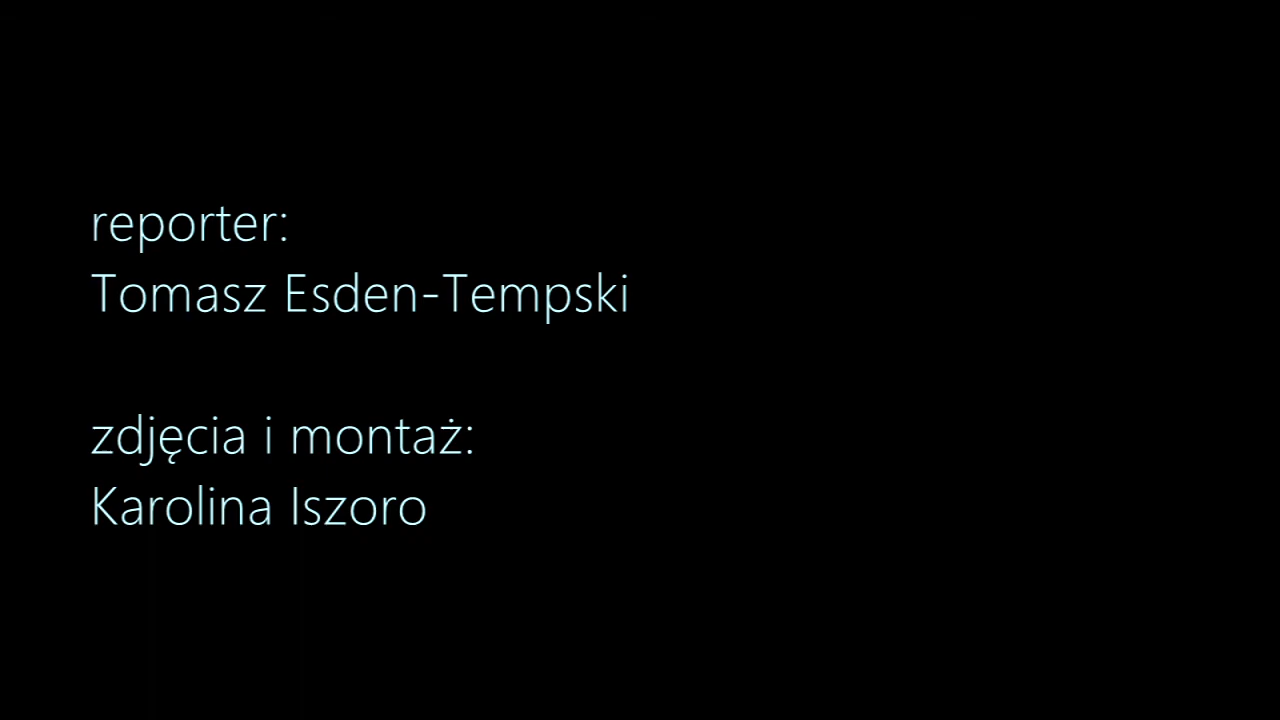 reporter:
Tomasz Esden-Tempski
zdjęcia i montaż:
Karolina Iszoro